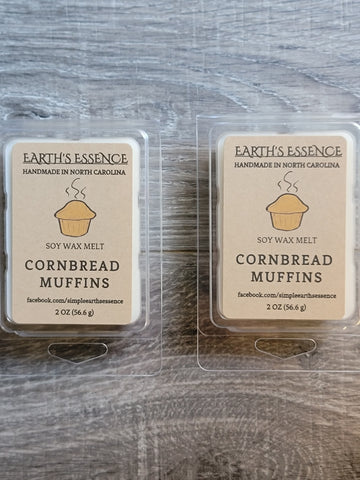 EARTH'S ESSENCE
HANDMADE IN NORTH CAROLINA
SOY WAX MELT
CORNBREAD
MUFFINS
facebook.com/simpleearthsessence
2 OZ (56.6 g)
EARTH'S ESSENCE
HANDMADE IN NORTH CAROLINA
SOY WAX MELT
CORNBREAD
MUFFINS
facebook.com/simpleearthsessence
2 OZ (56.6 g)